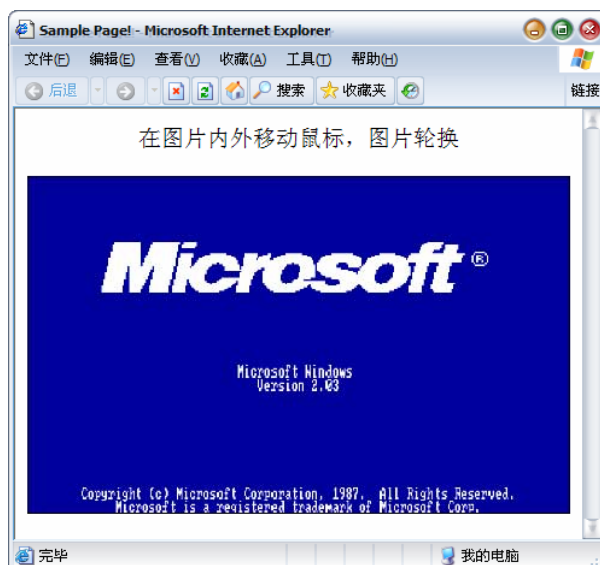 Sample Page! - Microsoft Internet Explorer
文件(F) 编辑(E) 查看(V) 收藏(A) 工具(T) 帮助(H)
后退 搜索 收藏夹 链接
在图片内外移动鼠标，图片轮换
Microsoft®
Microsoft Windows
Version 2.03
Copyright (c) Microsoft Corporation, 1987. All Rights Reserved.
Microsoft is a registered trademark of Microsoft Corp.
完毕 我的电脑